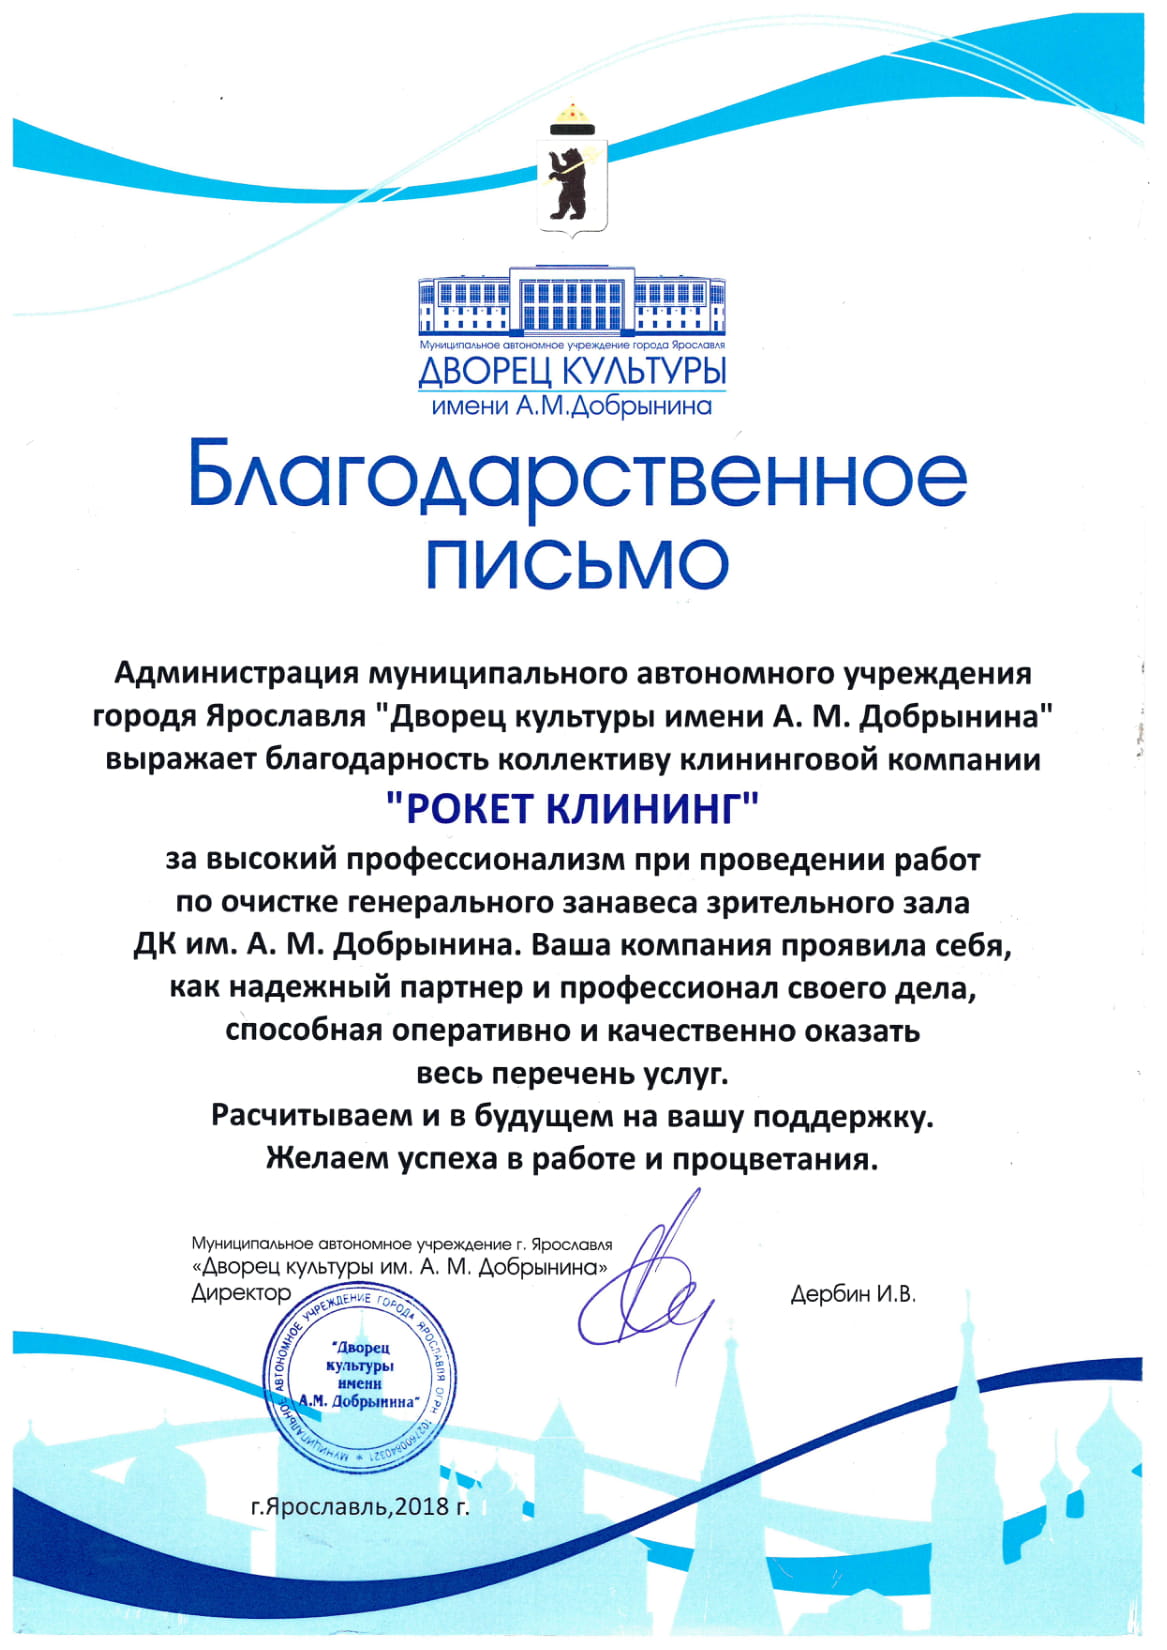 Муниципальное автономное учреждение города Ярославля
ДВОРЕЦ КУЛЬТУРЫ
имени А.М.Добрынина
Благодарственное
письмо
Администрация муниципального автономного учреждения
городя Ярославля "Дворец культуры имени А. М. Добрынина"
выражает благодарность коллективу клининговой компании
"РОКЕТ КЛИНИНГ"
за высокий профессионализм при проведении работ
по очистке генерального занавеса зрительного зала
ДК им. А. М. Добрынина. Ваша компания проявила себя,
как надежный партнер и профессионал своего дела,
способная оперативно и качественно оказать
весь перечень услуг.
Расчитываем и в будущем на вашу поддержку.
Желаем успеха в работе и процветания.
Муниципальное автономное учреждение г. Ярославля
«Дворец культуры им. А. М. Добрынина»
Директор
Дербин И.В.
МУНИЦИПАЛЬНОЕ АВТОНОМНОЕ УЧРЕЖДЕНИЕ ГОРОДА ЯРОСЛАВЛЯ ОГРН 1027600840321 *
"Дворец
культуры
имени
А.М. Добрынина"
г.Ярославль,2018 г.